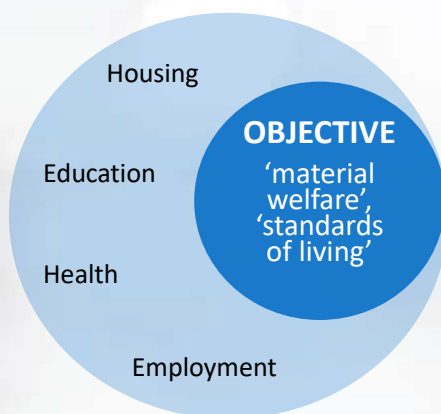 Housing
OBJECTIVE
‘material
welfare’,
‘standards
of living’
Education
Health
Employment